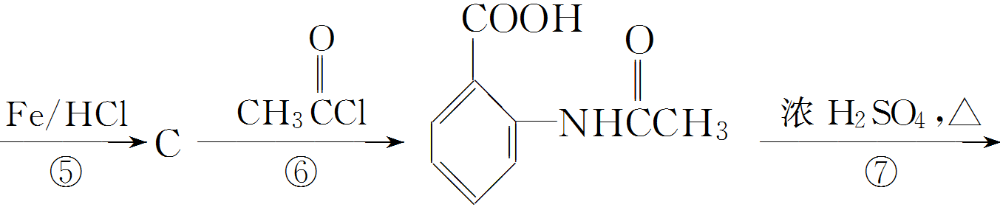 COOH
O
O
Fe/HCl
CH₃CCl
浓 H₂SO₄,△
C
NHCCH₃
⑤
⑥
⑦